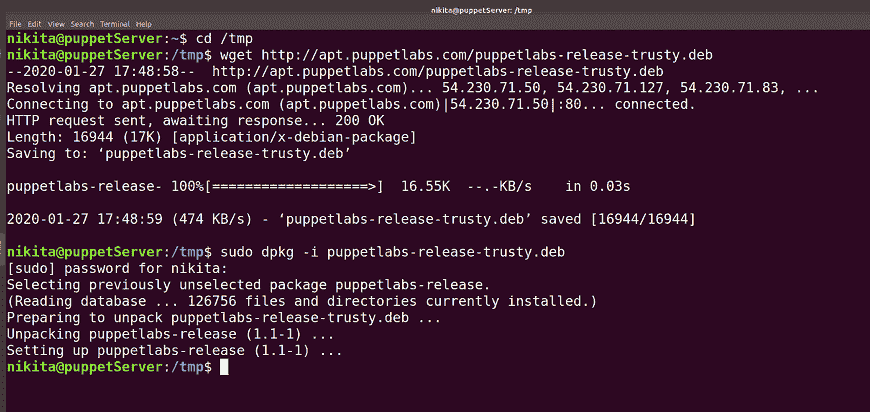 nikita@puppetServer: /tmp
File Edit View Search Terminal Help
nikita@puppetServer:~$ cd /tmp
nikita@puppetServer:/tmp$ wget http://apt.puppetlabs.com/puppetlabs-release-trusty.deb
--2020-01-27 17:48:58--  http://apt.puppetlabs.com/puppetlabs-release-trusty.deb
Resolving apt.puppetlabs.com (apt.puppetlabs.com)... 54.230.71.50, 54.230.71.127, 54.230.71.83, ...
Connecting to apt.puppetlabs.com (apt.puppetlabs.com)|54.230.71.50|:80... connected.
HTTP request sent, awaiting response... 200 OK
Length: 16944 (17K) [application/x-debian-package]
Saving to: ‘puppetlabs-release-trusty.deb’
puppetlabs-release- 100%[===================>]  16.55K  --.-KB/s    in 0.03s
2020-01-27 17:48:59 (474 KB/s) - ‘puppetlabs-release-trusty.deb’ saved [16944/16944]
nikita@puppetServer:/tmp$ sudo dpkg -i puppetlabs-release-trusty.deb
[sudo] password for nikita:
Selecting previously unselected package puppetlabs-release.
(Reading database ... 126756 files and directories currently installed.)
Preparing to unpack puppetlabs-release-trusty.deb ...
Unpacking puppetlabs-release (1.1-1) ...
Setting up puppetlabs-release (1.1-1) ...
nikita@puppetServer:/tmp$